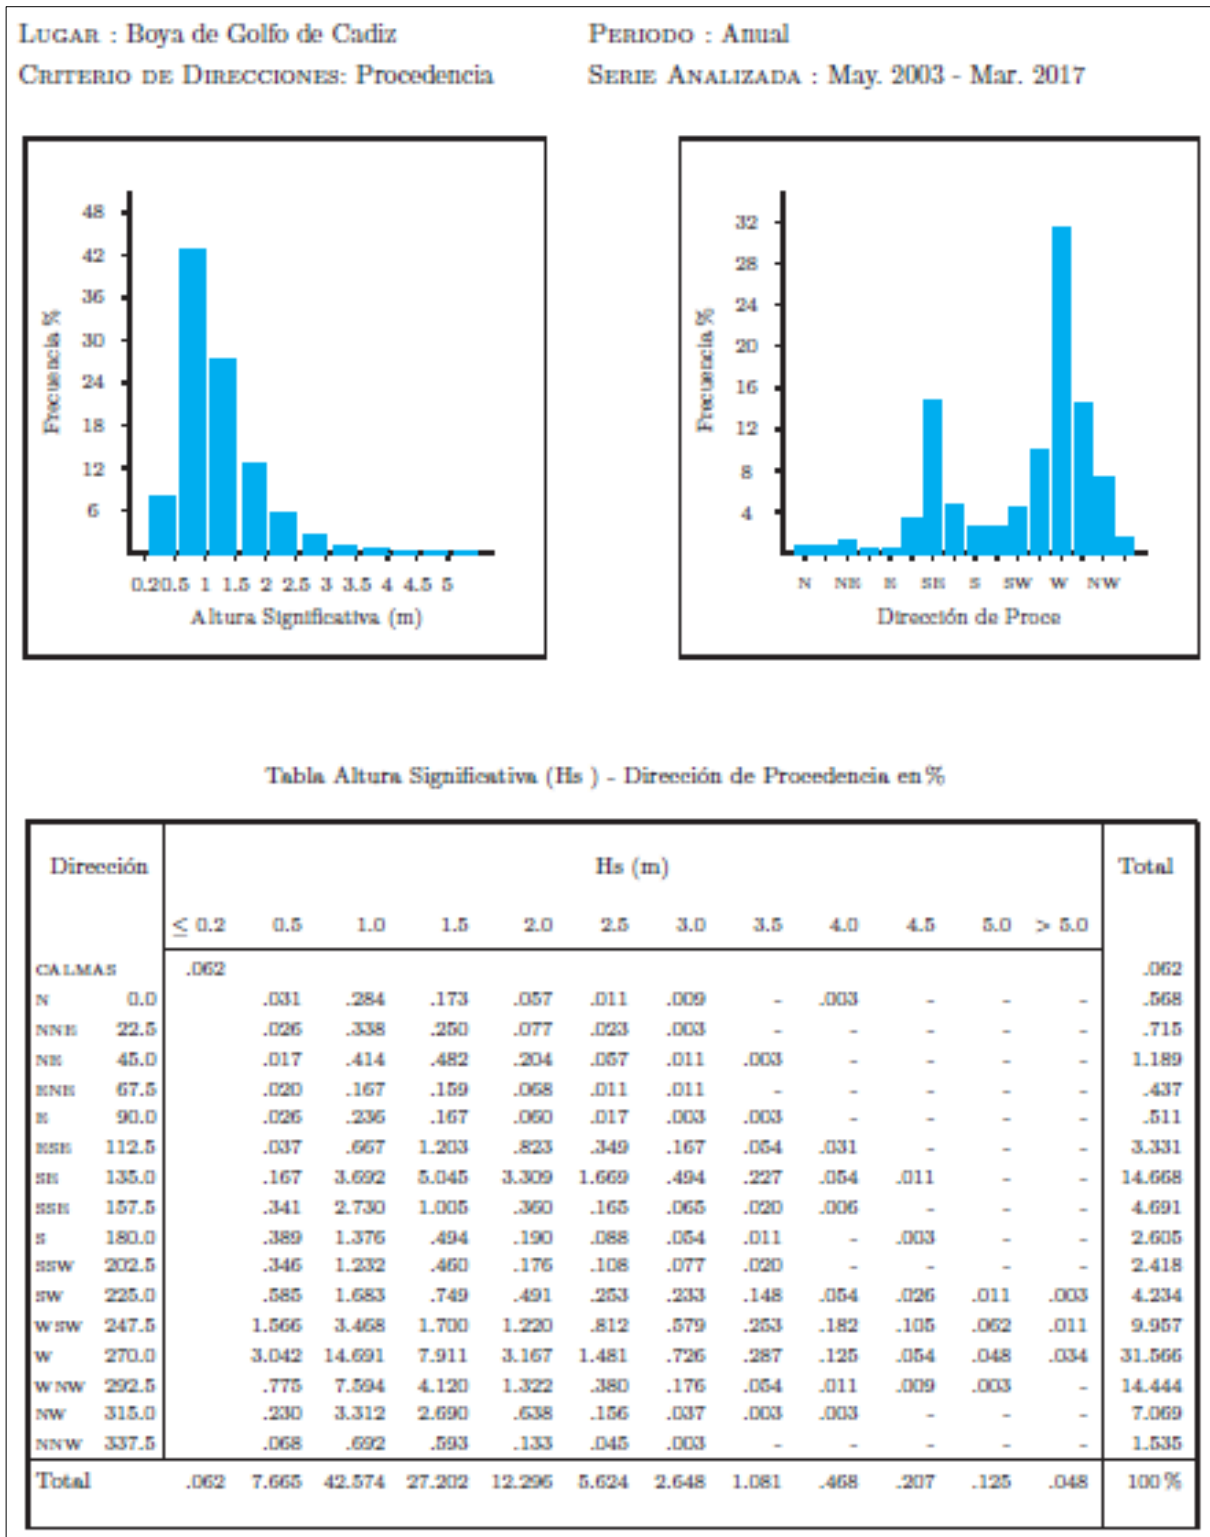 LUGAR : Boya de Golfo de Cadiz
PERIODO : Anual
CRITERIO DE DIRECCIONES: Procedencia
SERIE ANALIZADA : May. 2003 - Mar. 2017
48
42
36
30
24
18
12
6
Frecuencia %
0.2 0.5 1 1.5 2 2.5 3 3.5 4 4.5 5
Altura Significativa (m)
32
28
24
20
16
12
8
4
Frecuencia %
N NE E SE S SW W NW
Dirección de Proce
Tabla Altura Significativa (Hs ) - Dirección de Procedencia en %
Dirección Hs (m) Total
≤ 0.2 0.5 1.0 1.5 2.0 2.5 3.0 3.5 4.0 4.5 5.0 > 5.0
CALMAS .062 .062
N 0.0 .031 .284 .173 .057 .011 .009 - .003 - - - .568
NNE 22.5 .026 .338 .250 .077 .023 .003 - - - - - .715
NE 45.0 .017 .414 .482 .204 .057 .011 .003 - - - - 1.189
ENE 67.5 .020 .167 .159 .068 .011 .011 - - - - - .437
E 90.0 .026 .236 .167 .060 .017 .003 .003 - - - - .511
ESE 112.5 .037 .667 1.203 .823 .349 .167 .054 .031 - - - 3.331
SE 135.0 .167 3.692 5.045 3.309 1.669 .494 .227 .054 .011 - - 14.668
SSE 157.5 .341 2.730 1.005 .360 .165 .065 .020 .006 - - - 4.691
S 180.0 .389 1.376 .494 .190 .088 .054 .011 - .003 - - 2.605
SSW 202.5 .346 1.232 .460 .176 .108 .077 .020 - - - - 2.418
SW 225.0 .585 1.683 .749 .491 .253 .233 .148 .054 .026 .011 .003 4.234
WSW 247.5 1.566 3.468 1.700 1.220 .812 .579 .253 .182 .105 .062 .011 9.957
W 270.0 3.042 14.691 7.911 3.167 1.481 .726 .287 .125 .054 .048 .034 31.566
WNW 292.5 .775 7.594 4.120 1.322 .380 .176 .054 .011 .009 .003 - 14.444
NW 315.0 .230 3.312 2.690 .638 .156 .037 .003 .003 - - - 7.069
NNW 337.5 .068 .692 .593 .133 .045 .003 - - - - - 1.535
Total .062 7.665 42.574 27.202 12.296 5.624 2.648 1.081 .468 .207 .125 .048 100 %